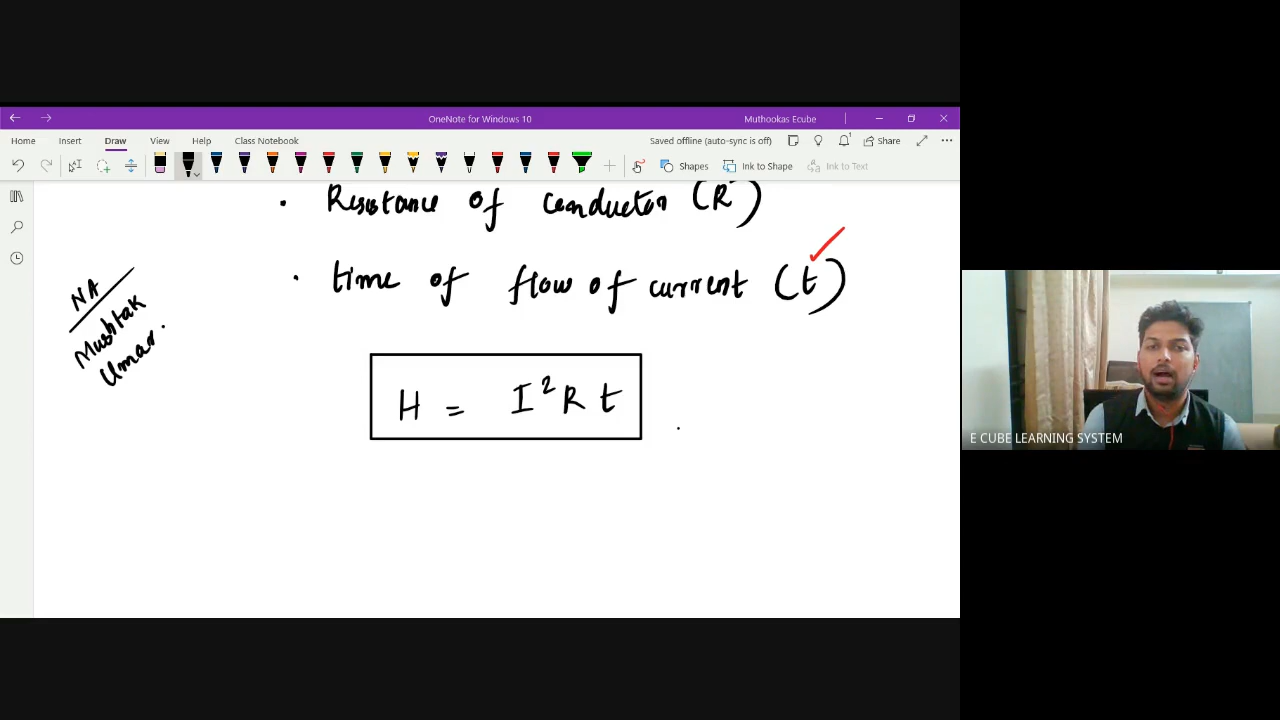 OneNote for Windows 10
Muthookas Ecube
Home Insert Draw View Help Class Notebook
Saved offline (auto-sync is off)
Share
Shapes
Ink to Shape
Ink to Text
. Resistance of conductor (R)
. time of flow of current (t)
NA
Mushtak
Umar.
H = I²Rt
E CUBE LEARNING SYSTEM